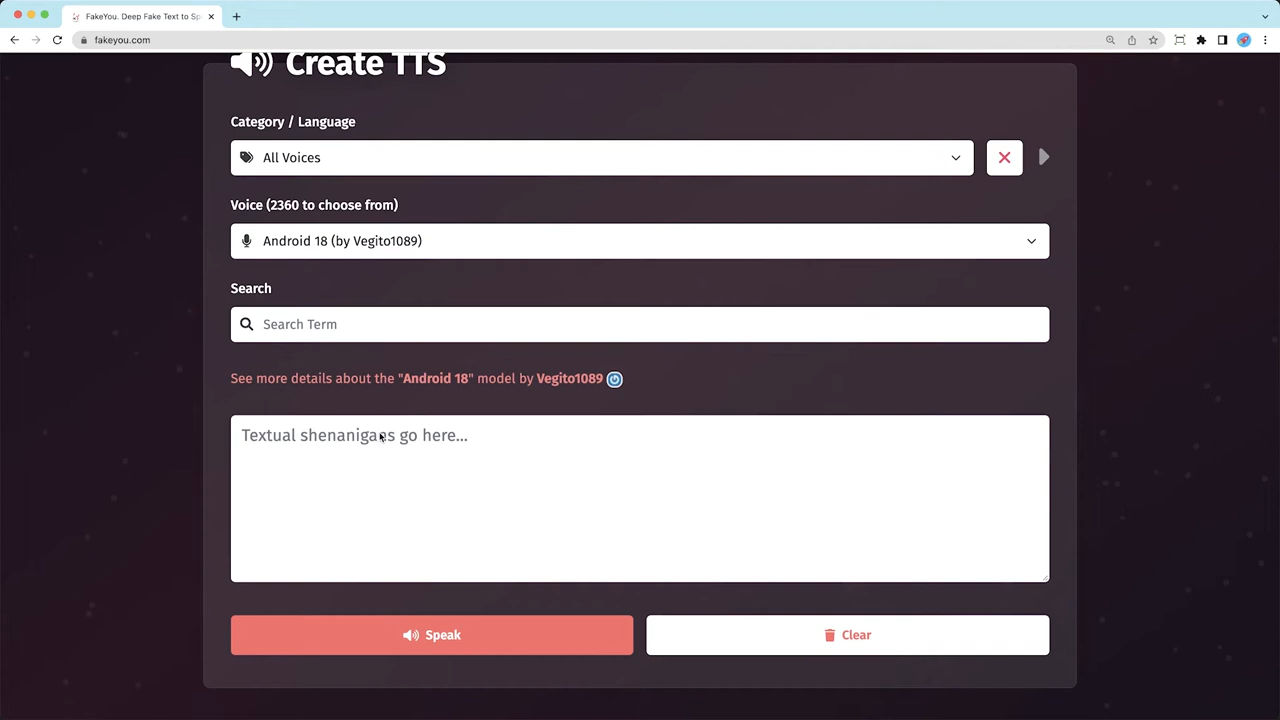 FakeYou. Deep Fake Text to Sp
fakeyou.com
Create TTS
Category / Language
All Voices
Voice (2360 to choose from)
Android 18 (by Vegito1089)
Search
Search Term
See more details about the "Android 18" model by Vegito1089
Textual shenanigans go here...
Speak
Clear